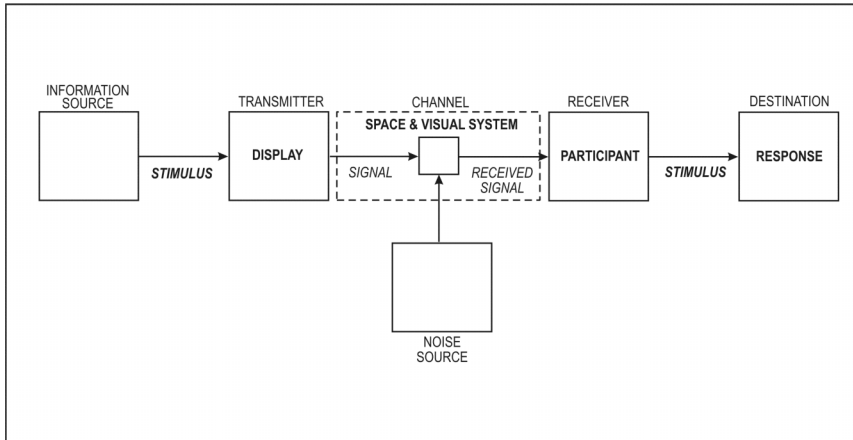 INFORMATION
SOURCE
TRANSMITTER
CHANNEL
RECEIVER
DESTINATION
SPACE & VISUAL SYSTEM
STIMULUS
DISPLAY
SIGNAL
RECEIVED
SIGNAL
PARTICIPANT
STIMULUS
RESPONSE
NOISE
SOURCE